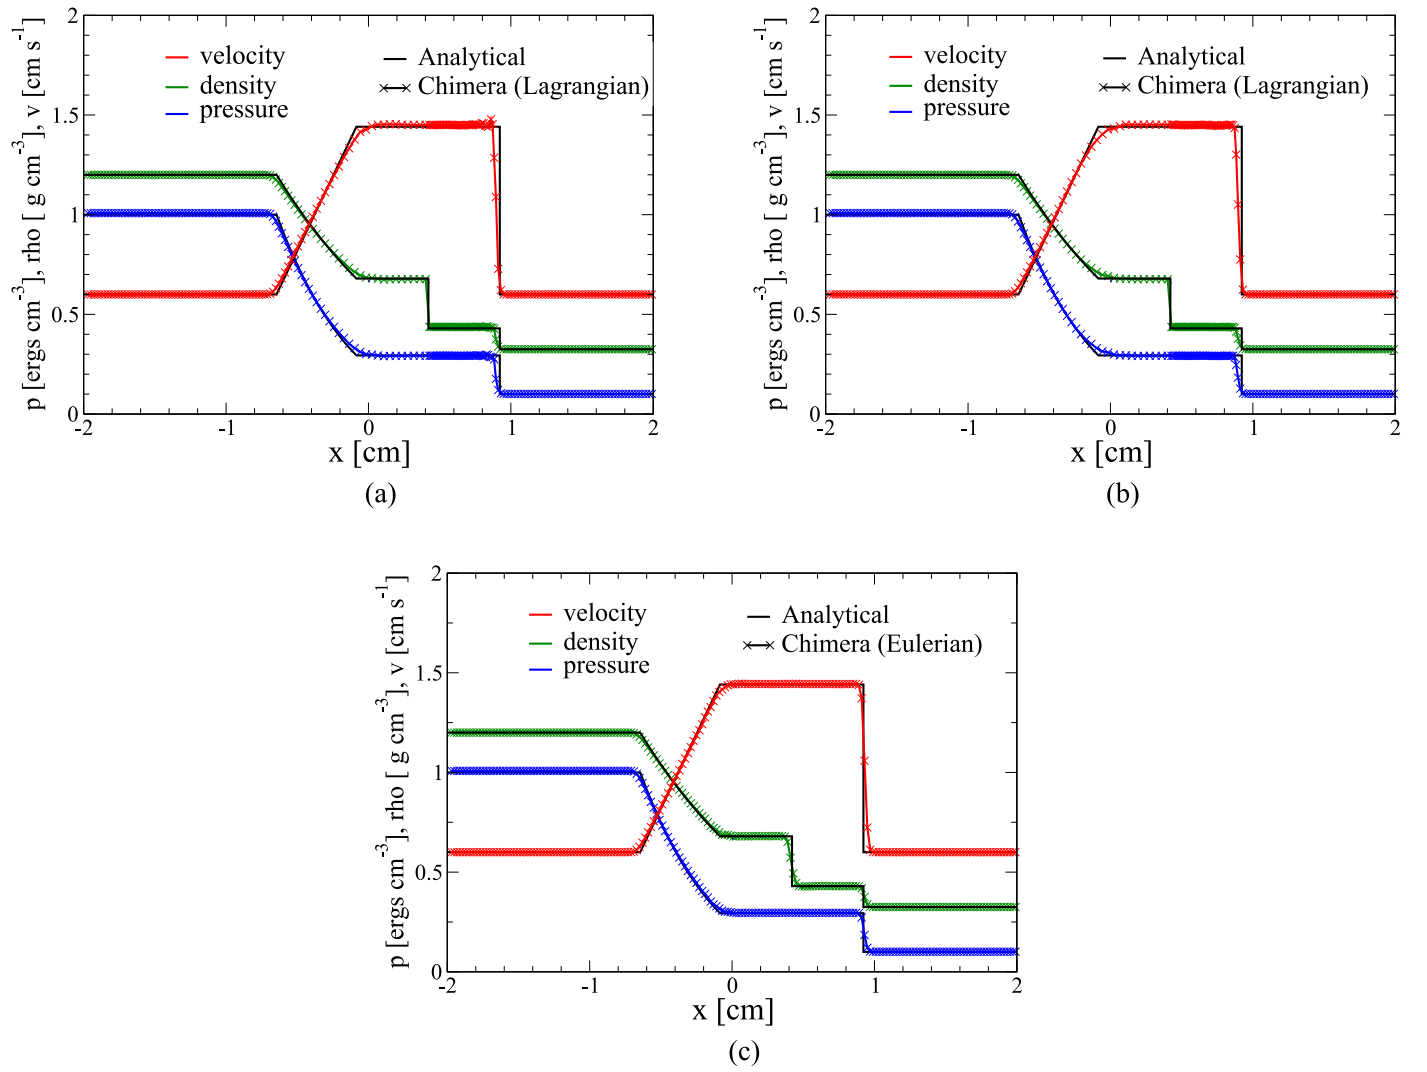 2
velocity
Analytical
density
Chimera (Lagrangian)
pressure
1.5
1
0.5
0
p [ergs cm-3], rho [ g cm-3], v [cm s-1]
-2
-1
0
1
2
x [cm]
(a)
2
velocity
Analytical
density
Chimera (Lagrangian)
pressure
1.5
1
0.5
0
p [ergs cm-3], rho [ g cm-3], v [cm s-1]
-2
-1
0
1
2
x [cm]
(b)
2
velocity
Analytical
density
Chimera (Eulerian)
pressure
1.5
1
0.5
0
p [ergs cm-3], rho [ g cm-3], v [cm s-1]
-2
-1
0
1
2
x [cm]
(c)